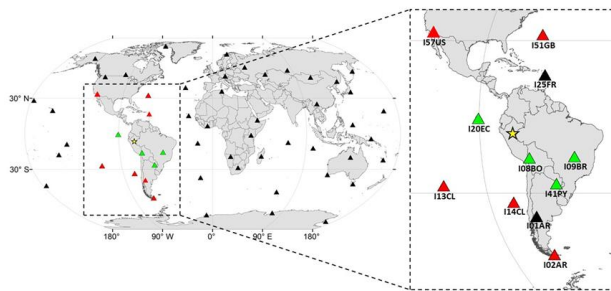 30° N
30° S
180° W
90° W
0°
90° E
180° E
I57US
I51GB
I25FR
I20EC
I08BO
I09BR
I41PY
I13CL
I14CL
I01AR
I02AR